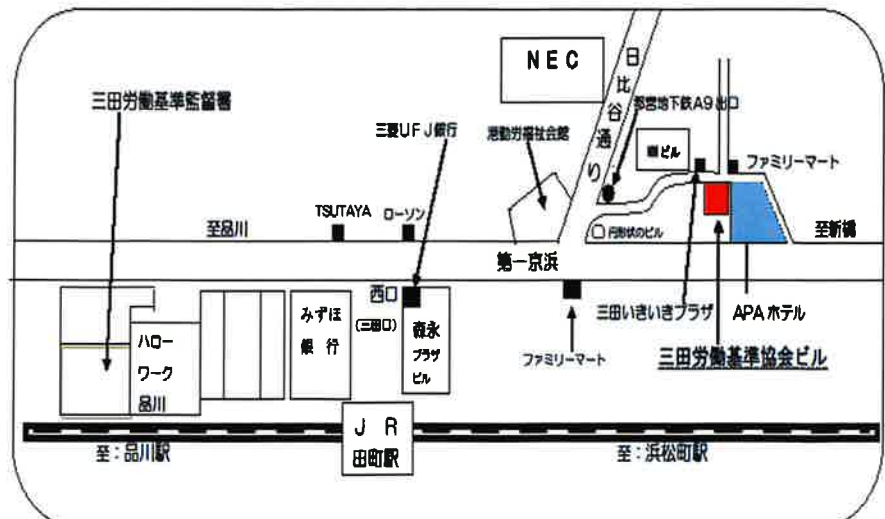 NEC
日比谷通り
三田労働基準監督署
三菱UFJ銀行
港勤労福祉会館
都営地下鉄A9出口
ビル
ファミリーマート
TSUTAYA
ローソン
至品川
円形状のビル
至新橋
第一京浜
西口
(三田口)
みずほ
銀行
森永
プラザ
ビル
ハロー
ワーク
品川
ファミリーマート
三田いきいきプラザ
APAホテル
三田労働基準協会ビル
JR
田町駅
至:品川駅
至:浜松町駅